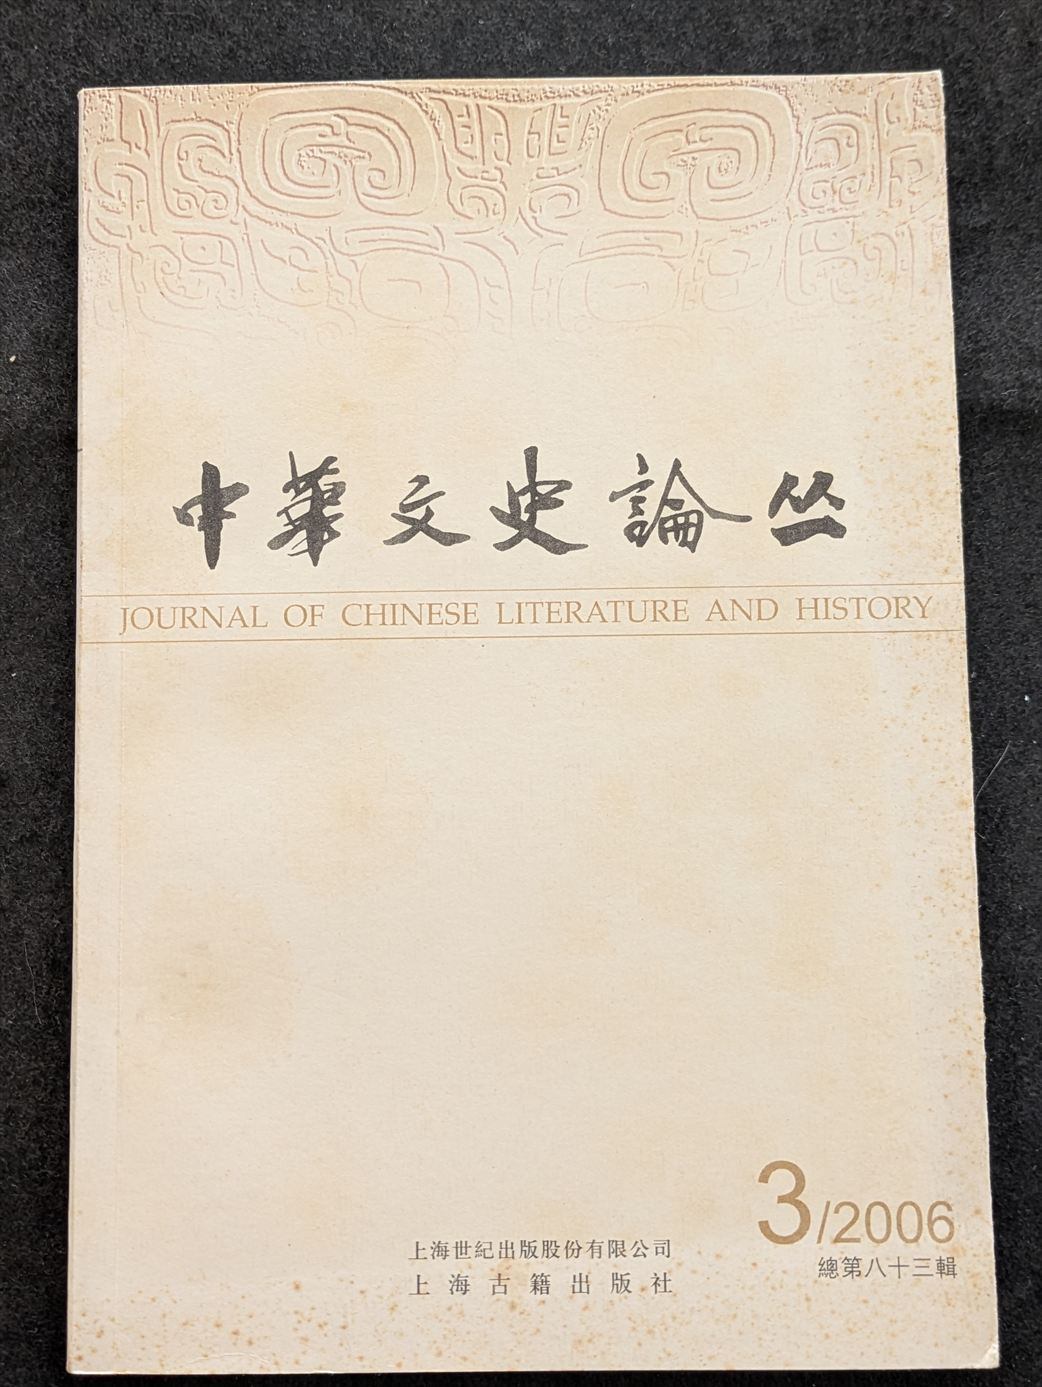 中華文史論丛
JOURNAL OF CHINESE LITERATURE AND HISTORY
3/2006
總第八十三輯
上海世紀出版股份有限公司
上海古籍出版社